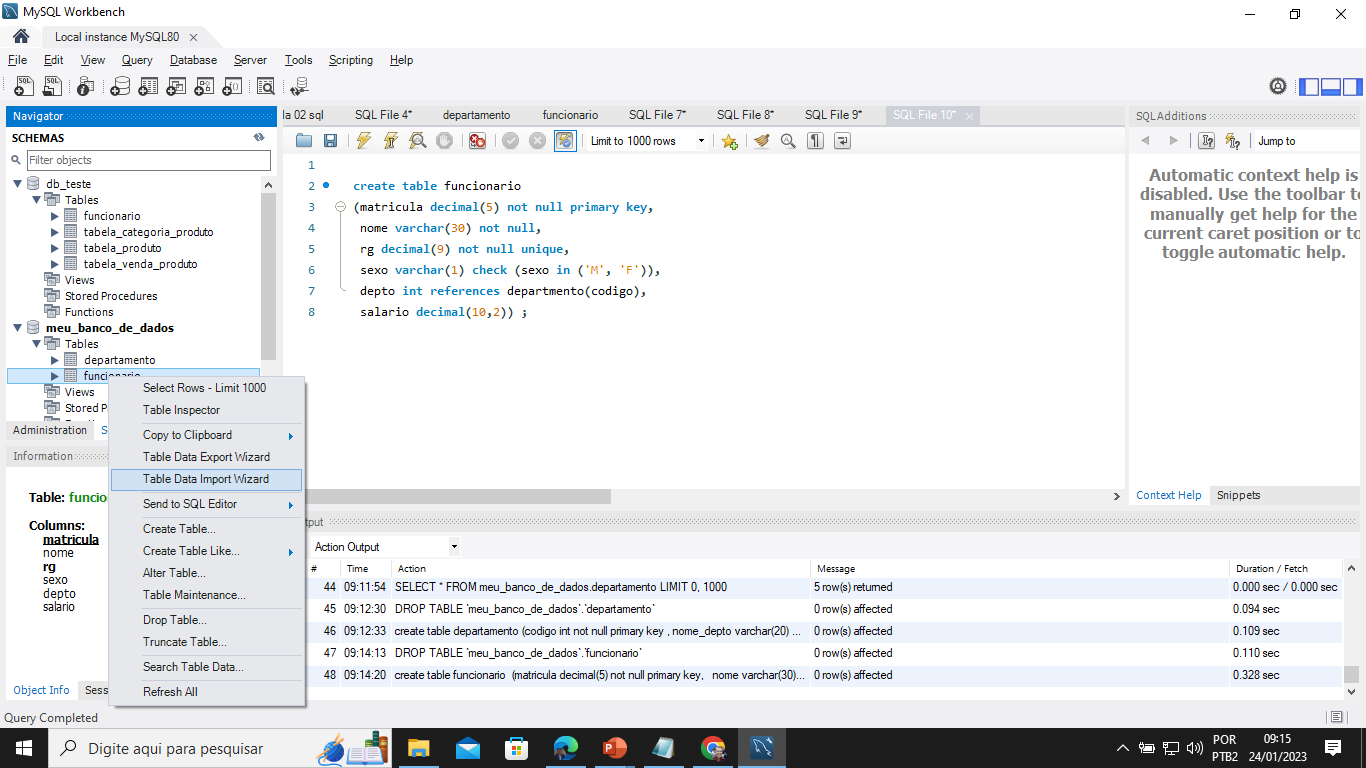 MySQL Workbench
Local instance MySQL80
File Edit View Query Database Server Tools Scripting Help
Navigator
SCHEMAS
Filter objects
db_teste
Tables
funcionario
tabela_categoria_produto
tabela_produto
tabela_venda_produto
Views
Stored Procedures
Functions
meu_banco_de_dados
Tables
departamento
funcionario
Views
Stored P
Administration S
Information
Table: funcio
Columns:
matricula
nome
rg
sexo
depto
salario
Object Info Sess
Select Rows - Limit 1000
Table Inspector
Copy to Clipboard
Table Data Export Wizard
Table Data Import Wizard
Send to SQL Editor
Create Table...
Create Table Like...
Alter Table...
Table Maintenance...
Drop Table...
Truncate Table...
Search Table Data...
Refresh All
la 02 sql SQL File 4* departamento funcionario SQL File 7* SQL File 8* SQL File 9* SQL File 10*
Limit to 1000 rows
1
2 create table funcionario
3 (matricula decimal(5) not null primary key,
4 nome varchar(30) not null,
5 rg decimal(9) not null unique,
6 sexo varchar(1) check (sexo in ('M', 'F')),
7 depto int references departmento(codigo),
8 salario decimal(10,2)) ;
SQLAdditions
Jump to
Automatic context help is
disabled. Use the toolbar to
manually get help for the
current caret position or to
toggle automatic help.
Context Help Snippets
tput
Action Output
# Time Action Message Duration / Fetch
44 09:11:54 SELECT * FROM meu_banco_de_dados.departamento LIMIT 0, 1000 5 row(s) returned 0.000 sec / 0.000 sec
45 09:12:30 DROP TABLE `meu_banco_de_dados`.`departamento` 0 row(s) affected 0.094 sec
46 09:12:33 create table departamento (codigo int not null primary key , nome_depto varchar(20) ... 0 row(s) affected 0.109 sec
47 09:14:13 DROP TABLE `meu_banco_de_dados`.`funcionario` 0 row(s) affected 0.110 sec
48 09:14:20 create table funcionario (matricula decimal(5) not null primary key, nome varchar(30)... 0 row(s) affected 0.328 sec
Query Completed
Digite aqui para pesquisar
POR
PTB2
09:15
24/01/2023